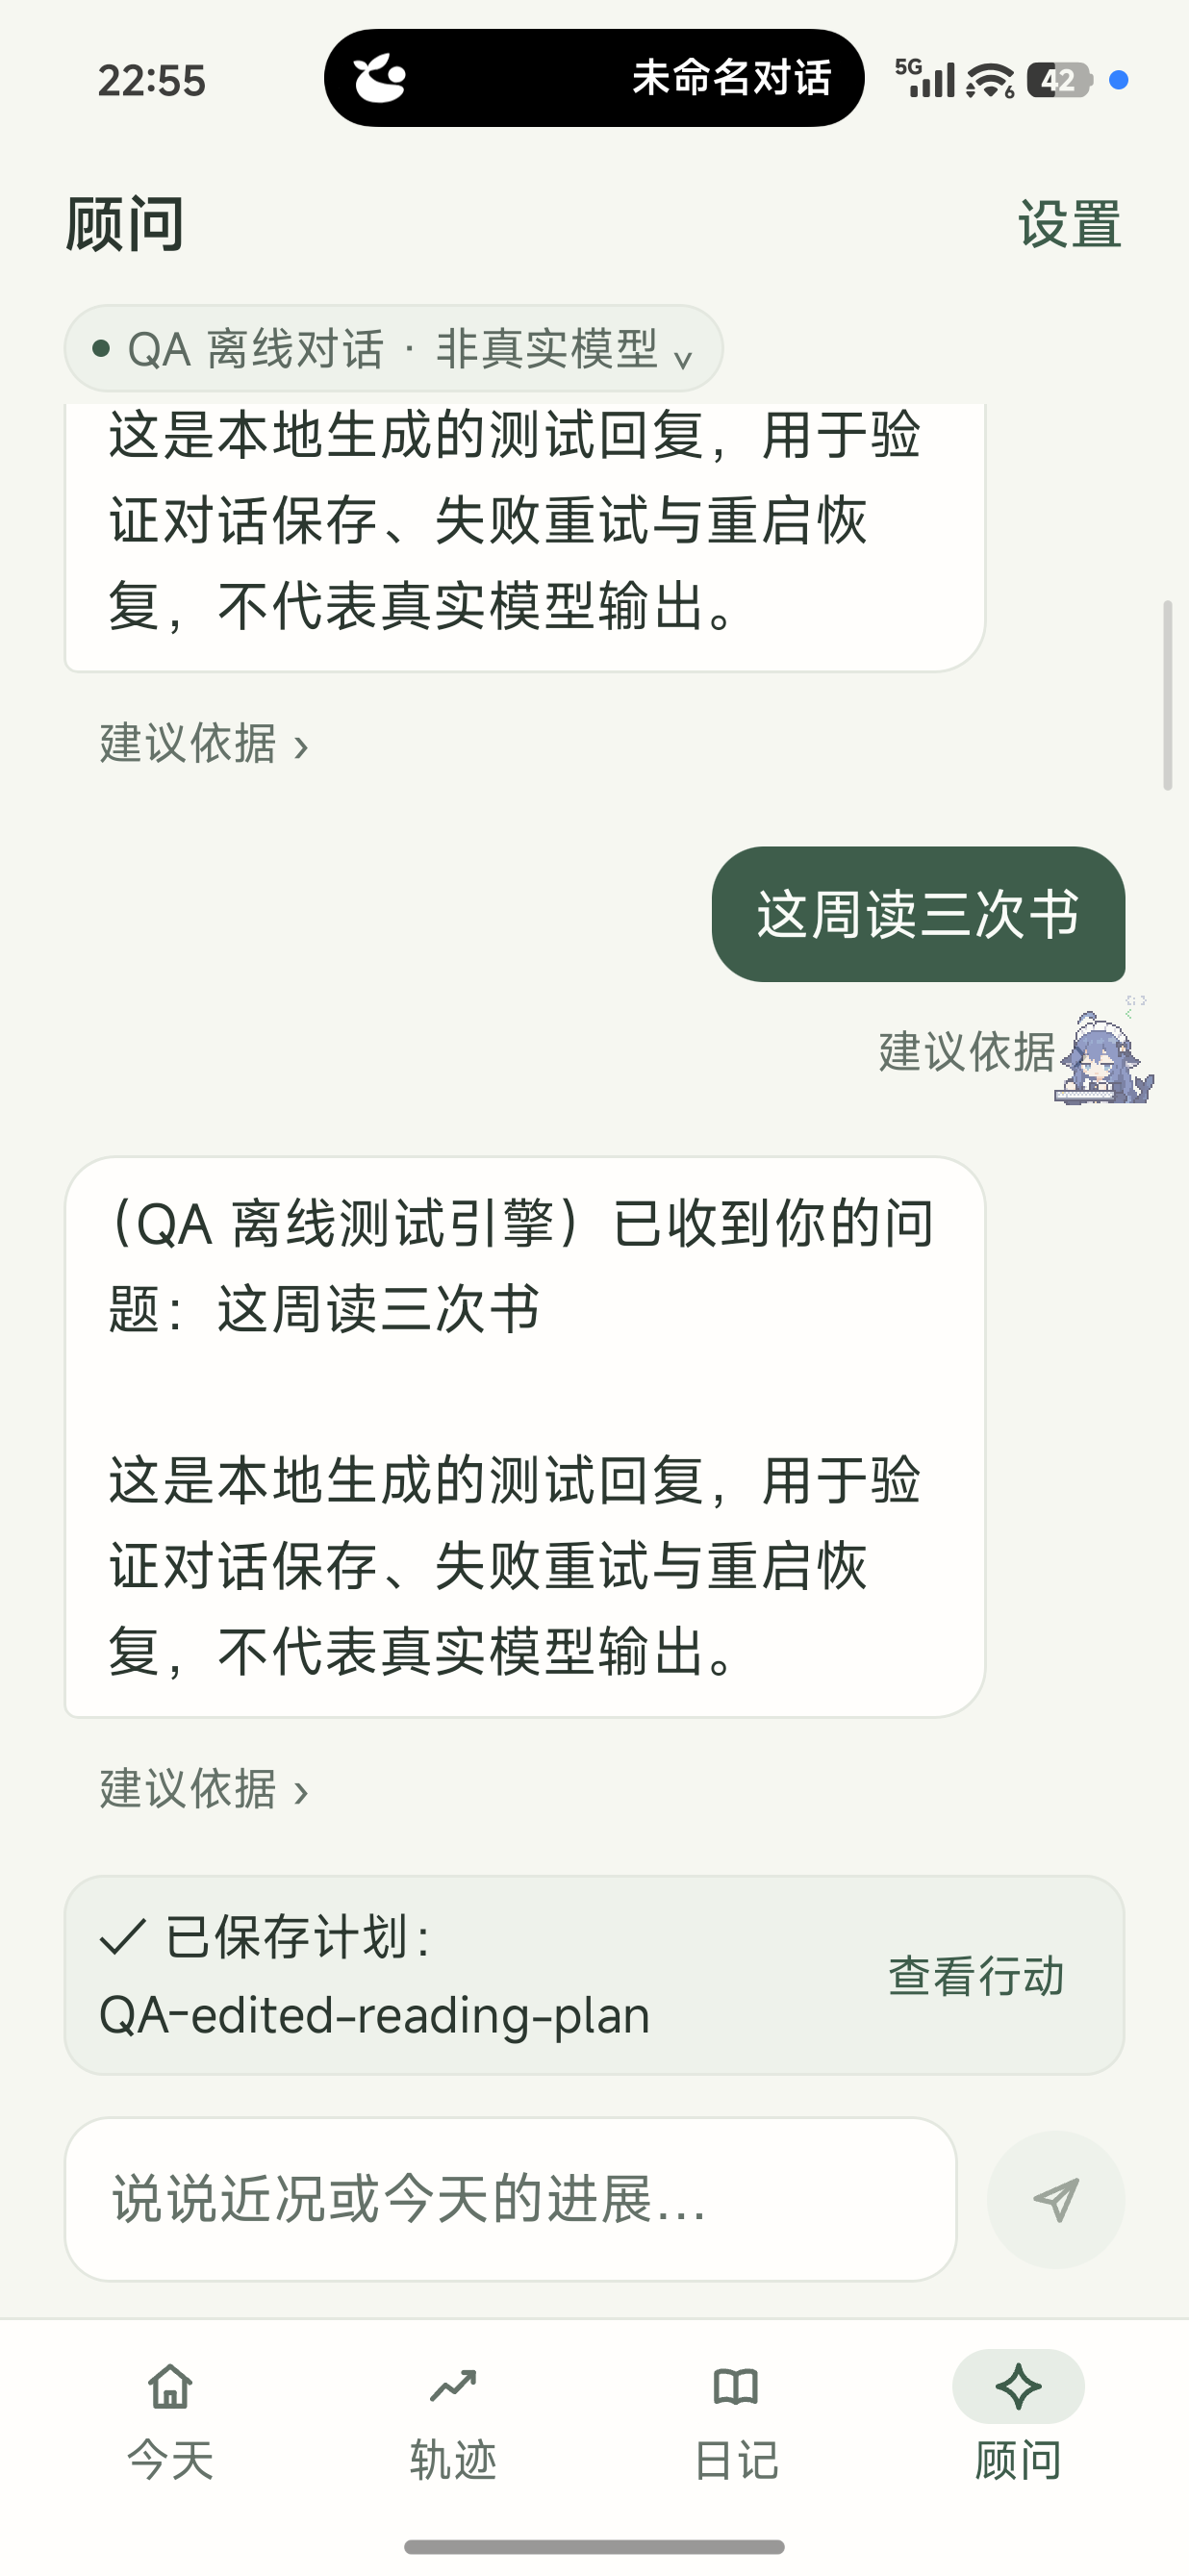 22:55
未命名对话
5G
6
42
顾问
设置
QA 离线对话 · 非真实模型
这是本地生成的测试回复，用于验
证对话保存、失败重试与重启恢
复，不代表真实模型输出。
建议依据 ›
这周读三次书
建议依据
（QA 离线测试引擎）已收到你的问
题：这周读三次书
这是本地生成的测试回复，用于验
证对话保存、失败重试与重启恢
复，不代表真实模型输出。
建议依据 ›
已保存计划：
QA-edited-reading-plan
查看行动
说说近况或今天的进展...
今天
轨迹
日记
顾问